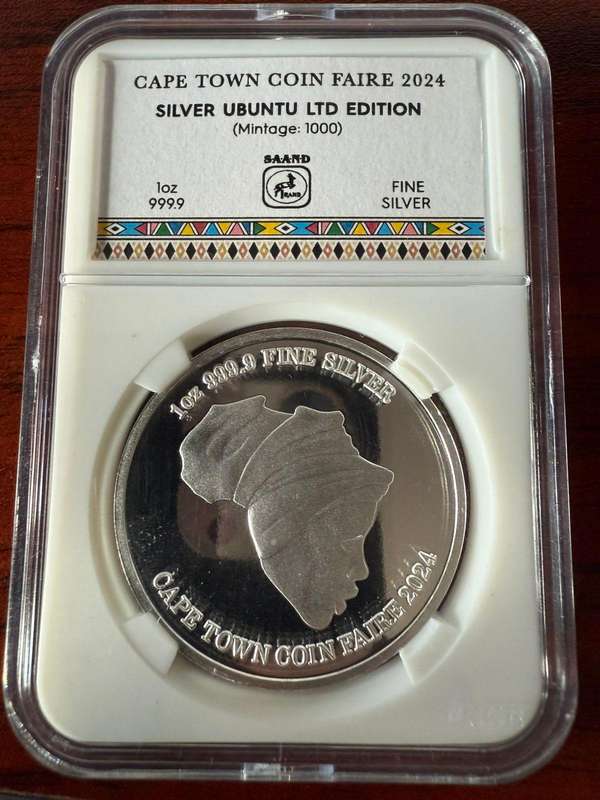 CAPE TOWN COIN FAIRE 2024
SILVER UBUNTU LTD EDITION
(Mintage: 1000)
SAAND
RAND
1oz
999.9
FINE
SILVER
1oz 999.9 FINE SILVER
CAPE TOWN COIN FAIRE 2024